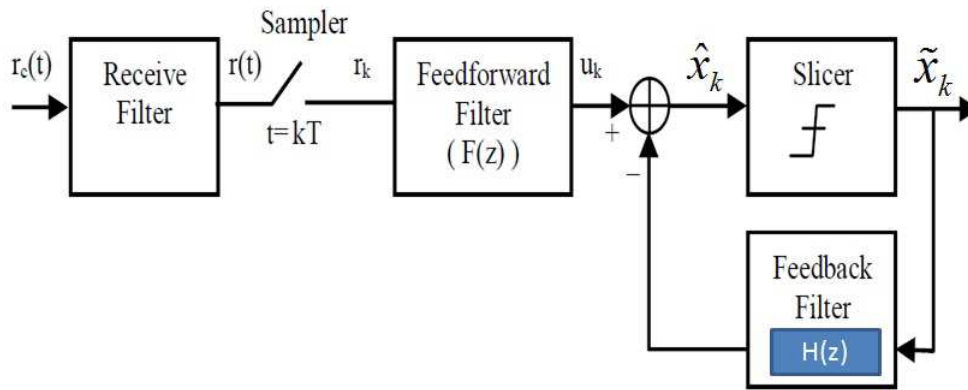 Sampler
r_c(t)
Receive
Filter
r(t)
t=kT
r_k
Feedforward
Filter
( F(z) )
u_k
+
−
x̂_k
Slicer
x̃_k
Feedback
Filter
H(z)